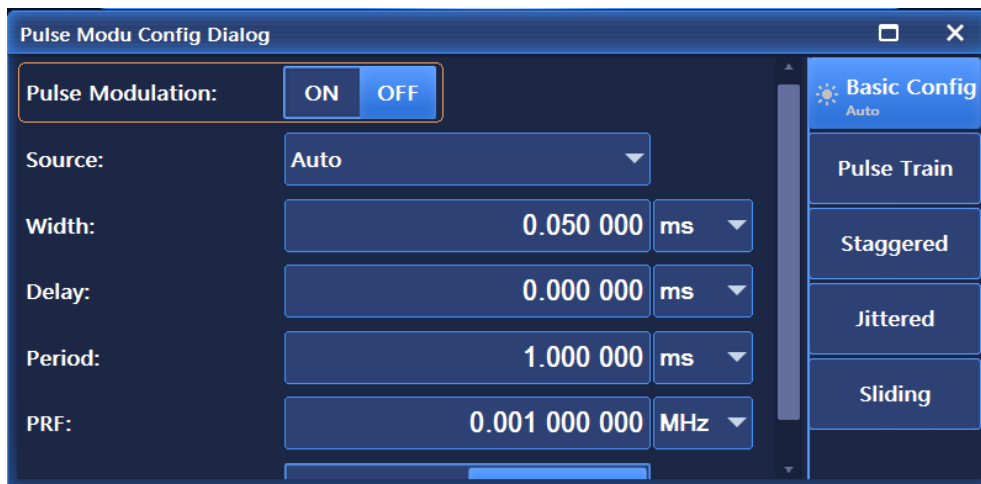 Pulse Modu Config Dialog
Pulse Modulation: ON OFF
Source: Auto
Width: 0.050 000 ms
Delay: 0.000 000 ms
Period: 1.000 000 ms
PRF: 0.001 000 000 MHz
Basic Config
Auto
Pulse Train
Staggered
Jittered
Sliding